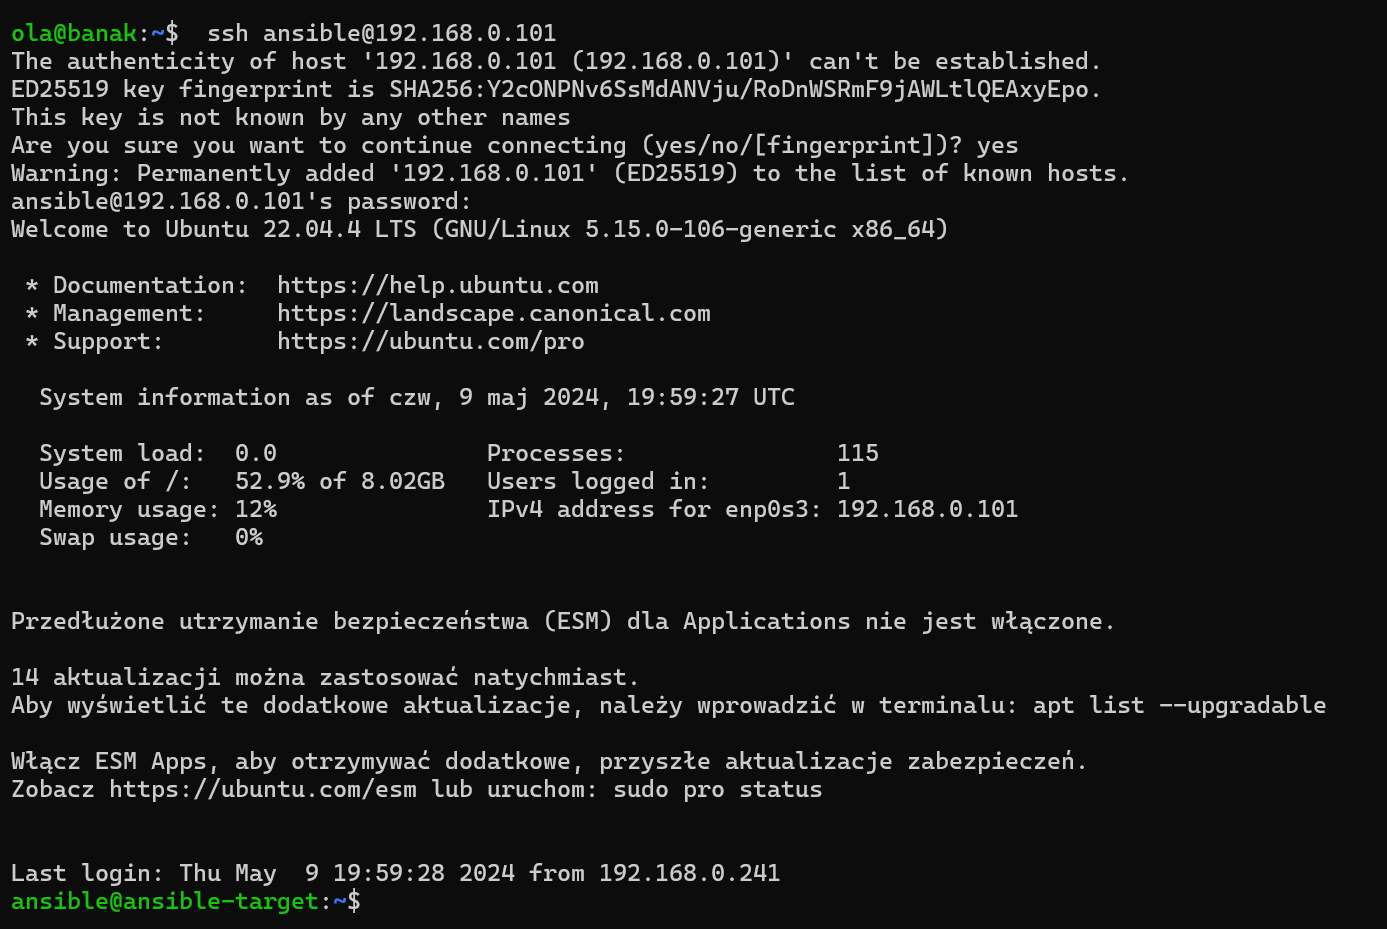 ola@banak:~$  ssh ansible@192.168.0.101
The authenticity of host '192.168.0.101 (192.168.0.101)' can't be established.
ED25519 key fingerprint is SHA256:Y2cONPNv6SsMdANVju/RoDnWSRmF9jAWLtlQEAxyEpo.
This key is not known by any other names
Are you sure you want to continue connecting (yes/no/[fingerprint])? yes
Warning: Permanently added '192.168.0.101' (ED25519) to the list of known hosts.
ansible@192.168.0.101's password:
Welcome to Ubuntu 22.04.4 LTS (GNU/Linux 5.15.0-106-generic x86_64)

 * Documentation:  https://help.ubuntu.com
 * Management:     https://landscape.canonical.com
 * Support:        https://ubuntu.com/pro

  System information as of czw, 9 maj 2024, 19:59:27 UTC

  System load:  0.0               Processes:               115
  Usage of /:   52.9% of 8.02GB   Users logged in:         1
  Memory usage: 12%               IPv4 address for enp0s3: 192.168.0.101
  Swap usage:   0%


Przedłużone utrzymanie bezpieczeństwa (ESM) dla Applications nie jest włączone.

14 aktualizacji można zastosować natychmiast.
Aby wyświetlić te dodatkowe aktualizacje, należy wprowadzić w terminalu: apt list --upgradable

Włącz ESM Apps, aby otrzymywać dodatkowe, przyszłe aktualizacje zabezpieczeń.
Zobacz https://ubuntu.com/esm lub uruchom: sudo pro status


Last login: Thu May  9 19:59:28 2024 from 192.168.0.241
ansible@ansible-target:~$